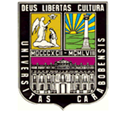 DEUS LIBERTAS CULTURA
MDCCCXCII - MCMLVIII
UNIVERSITAS CARABOBENSIS